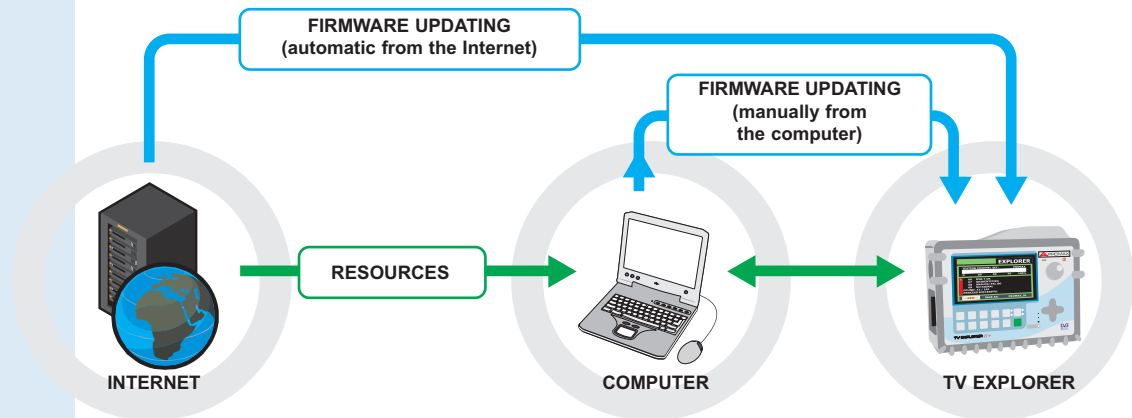 FIRMWARE UPDATING
(automatic from the Internet)
FIRMWARE UPDATING
(manually from
the computer)
RESOURCES
EXPLORER
INTERNET
COMPUTER
TV EXPLORER